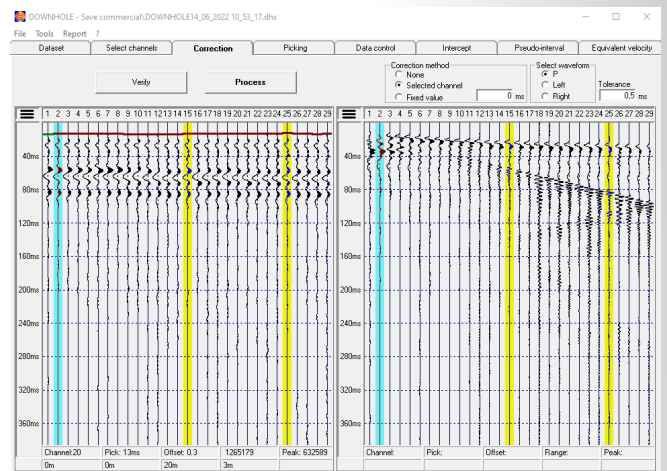 DOWNHOLE - Save commercial\DOWNHOLE14_06_2022 10_53_17.dhs
File Tools Report ?
Dataset Select channels Correction Picking Data control Intercept Pseudo-interval Equivalent velocity
Verify Process
Correction method
None
Selected channel
Fixed value 0 ms
Select waveform
P
Left
Right
Tolerance
0,5 ms
1 2 3 4 5 6 7 8 9 10 11 12 13 14 15 16 17 18 19 20 21 22 23 24 25 26 27 28 29
40ms
80ms
120ms
160ms
200ms
240ms
280ms
320ms
360ms
Channel:20 Pick: 13ms Offset: 0.3 1265179 Peak: 632589
0m 0m 20m 3m
1 2 3 4 5 6 7 8 9 10 11 12 13 14 15 16 17 18 19 20 21 22 23 24 25 26 27 28 29
40ms
80ms
120ms
160ms
200ms
240ms
280ms
320ms
360ms
Channel: Pick: Offset: Range: Peak: